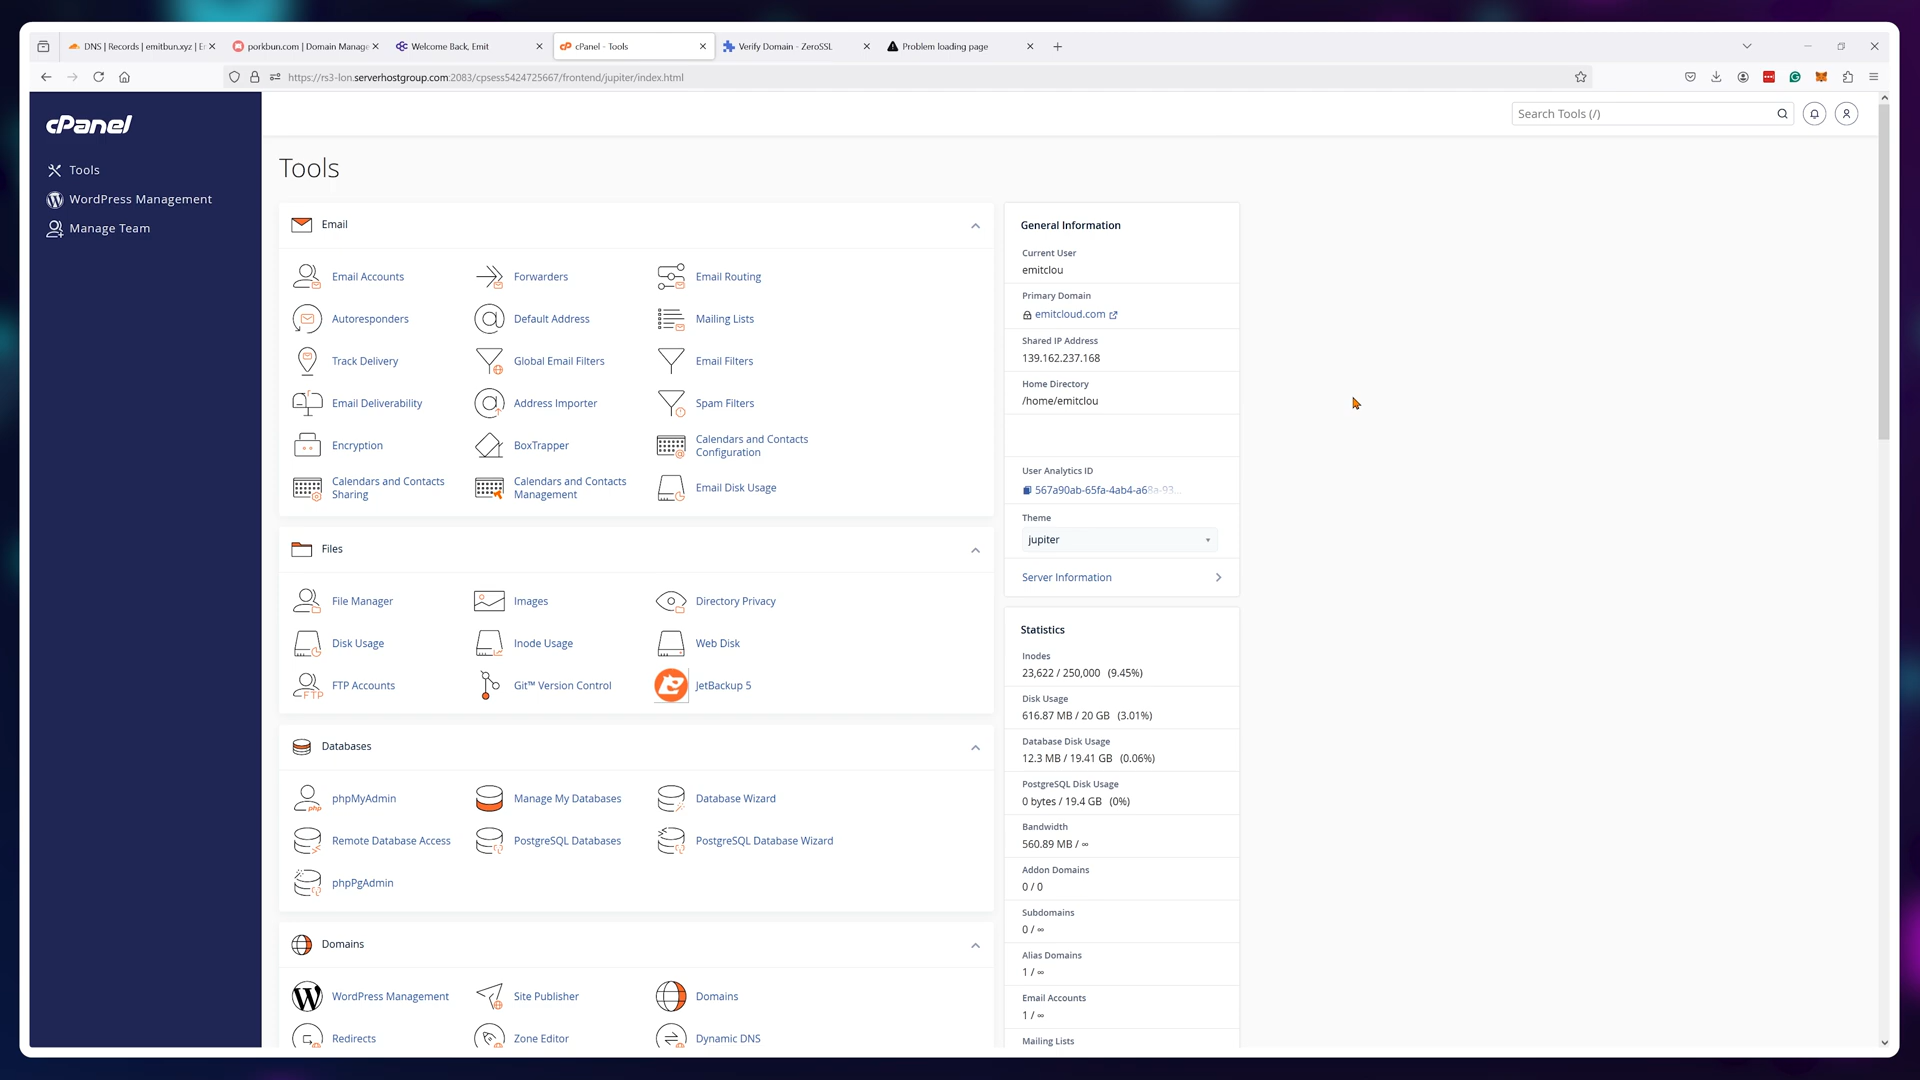 DNS | Records | emitbun.xyz | E
porkbun.com | Domain Manage
Welcome Back, Emit
cPanel - Tools
Verify Domain - ZeroSSL
Problem loading page
https://rs3-lon.serverhostgroup.com:2083/cpsess5424725667/frontend/jupiter/index.html
cPanel
Search Tools (/)
Tools
WordPress Management
Manage Team
Tools
Email
Email Accounts
Forwarders
Email Routing
Autoresponders
Default Address
Mailing Lists
Track Delivery
Global Email Filters
Email Filters
Email Deliverability
Address Importer
Spam Filters
Encryption
BoxTrapper
Calendars and Contacts
Configuration
Calendars and Contacts
Sharing
Calendars and Contacts
Management
Email Disk Usage
Files
File Manager
Images
Directory Privacy
Disk Usage
Inode Usage
Web Disk
FTP
FTP Accounts
Git™ Version Control
JetBackup 5
Databases
php
phpMyAdmin
Manage My Databases
Database Wizard
Remote Database Access
PostgreSQL Databases
PostgreSQL Database Wizard
phpPgAdmin
Domains
WordPress Management
Site Publisher
Domains
Redirects
Zone Editor
Dynamic DNS
General Information
Current User
emitclou
Primary Domain
emitcloud.com
Shared IP Address
139.162.237.168
Home Directory
/home/emitclou
User Analytics ID
567a90ab-65fa-4ab4-a68a-93...
Theme
jupiter
Server Information
Statistics
Inodes
23,622 / 250,000 (9.45%)
Disk Usage
616.87 MB / 20 GB (3.01%)
Database Disk Usage
12.3 MB / 19.41 GB (0.06%)
PostgreSQL Disk Usage
0 bytes / 19.4 GB (0%)
Bandwidth
560.89 MB / ∞
Addon Domains
0 / 0
Subdomains
0 / ∞
Alias Domains
1 / ∞
Email Accounts
1 / ∞
Mailing Lists